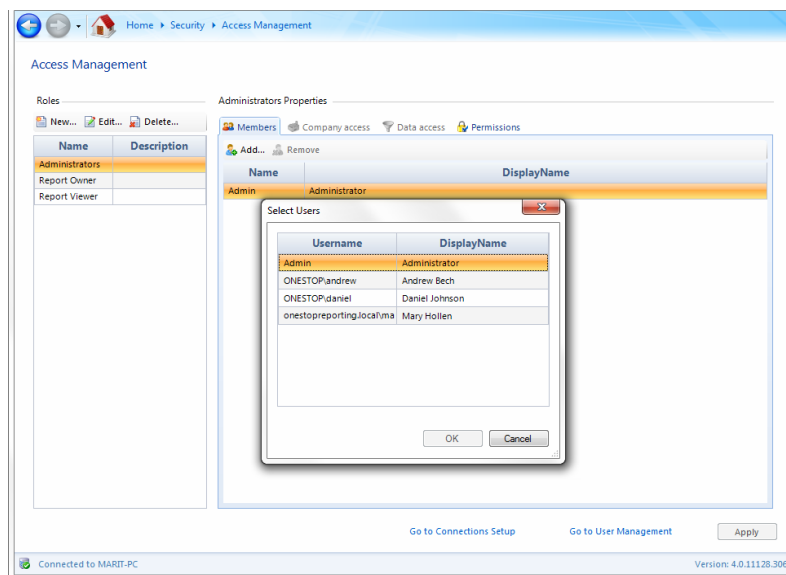 Home ▸ Security ▸ Access Management
Access Management
Roles
New... Edit... Delete...
Name Description
Administrators
Report Owner
Report Viewer
Administrators Properties
Members Company access Data access Permissions
Add... Remove
Name DisplayName
Admin Administrator
Select Users
Username DisplayName
Admin Administrator
ONESTOP\andrew Andrew Bech
ONESTOP\daniel Daniel Johnson
onestopreporting.local\ma Mary Hollen
OK Cancel
Go to Connections Setup Go to User Management Apply
Connected to MARIT-PC Version: 4.0.11128.306